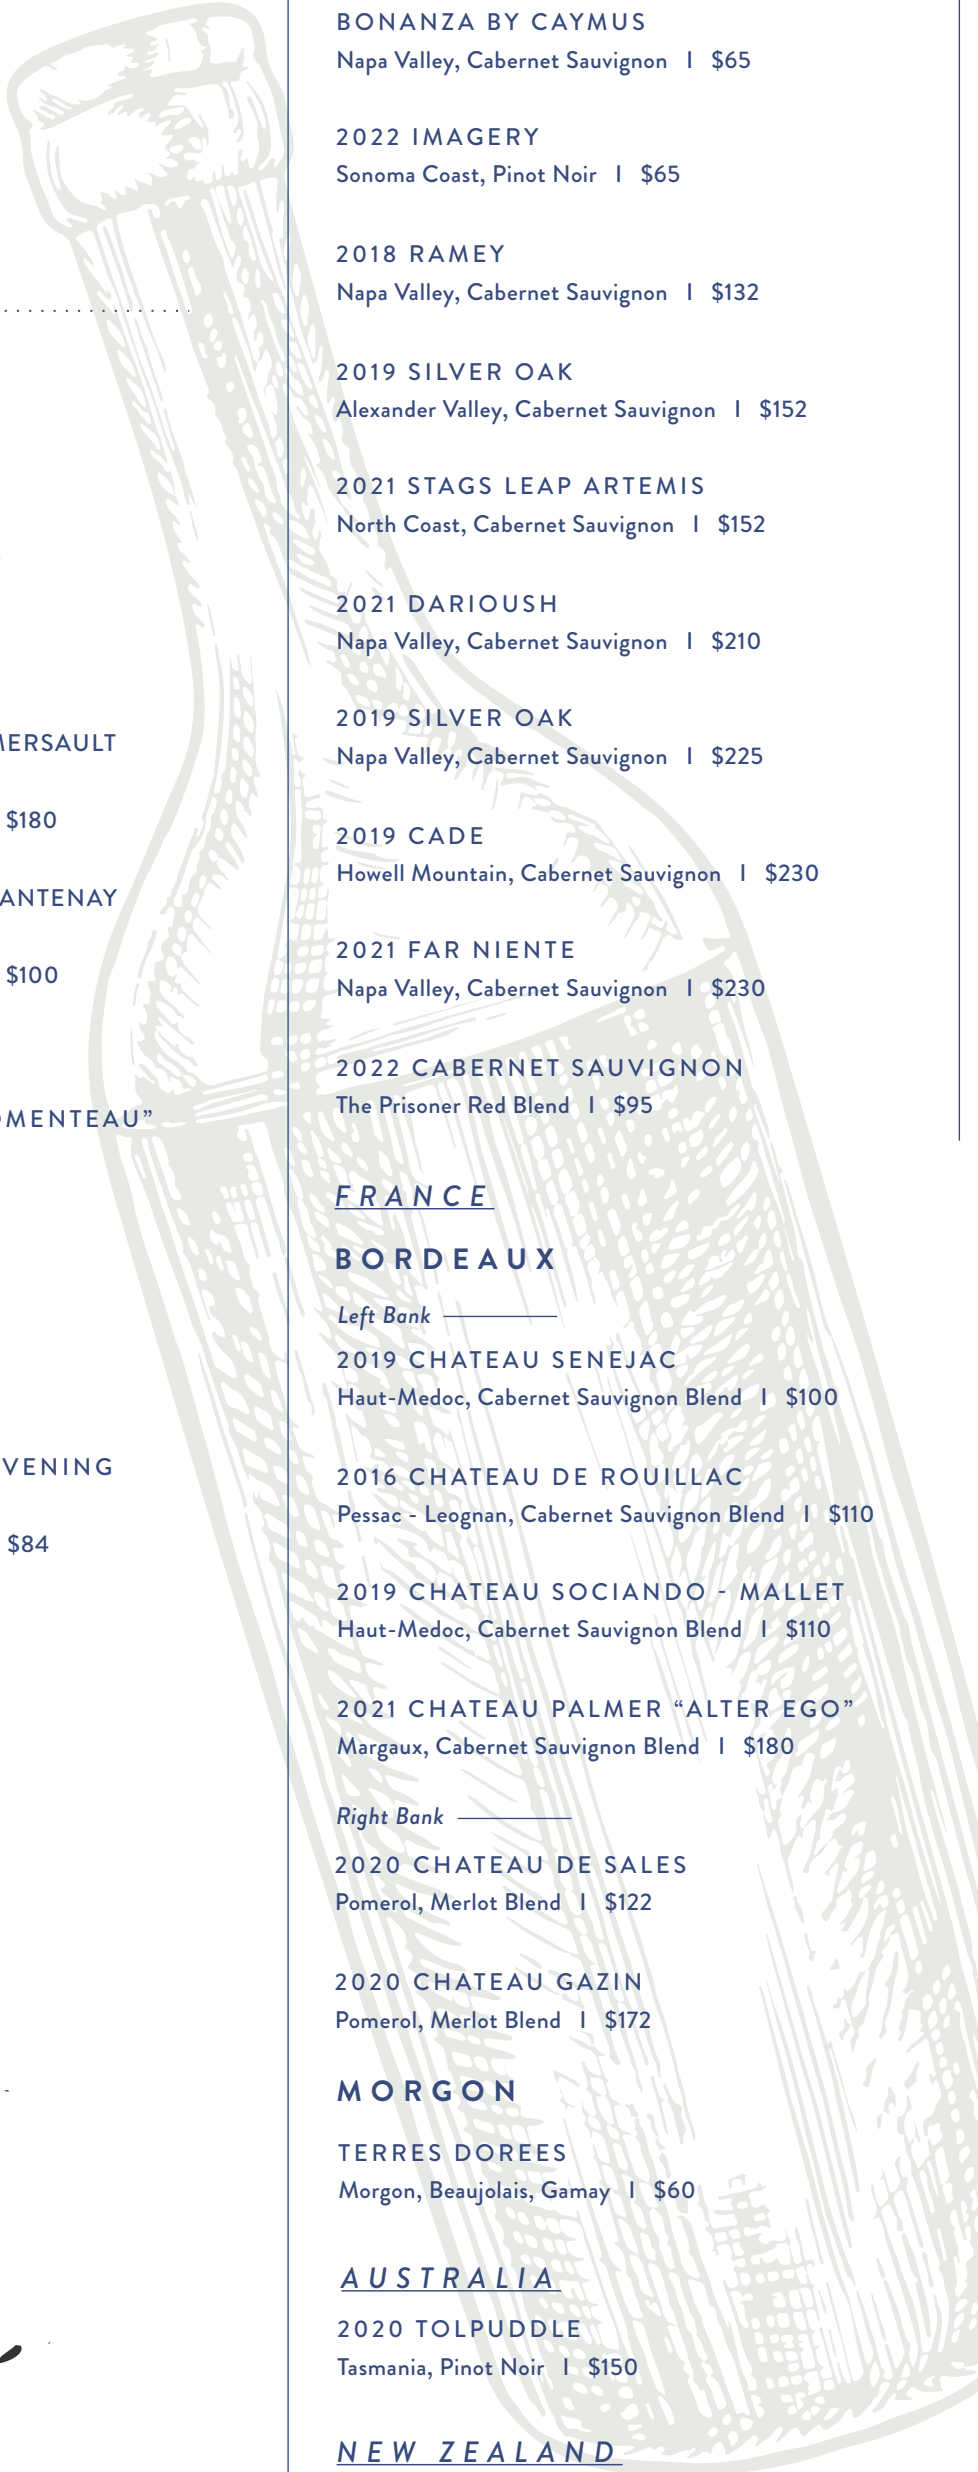 MERSAULT
$180
ANTENAY
$100
OMENTEAU”
VENING
$84
BONANZA BY CAYMUS
Napa Valley, Cabernet Sauvignon I $65
2022 IMAGERY
Sonoma Coast, Pinot Noir I $65
2018 RAMEY
Napa Valley, Cabernet Sauvignon I $132
2019 SILVER OAK
Alexander Valley, Cabernet Sauvignon I $152
2021 STAGS LEAP ARTEMIS
North Coast, Cabernet Sauvignon I $152
2021 DARIOUSH
Napa Valley, Cabernet Sauvignon I $210
2019 SILVER OAK
Napa Valley, Cabernet Sauvignon I $225
2019 CADE
Howell Mountain, Cabernet Sauvignon I $230
2021 FAR NIENTE
Napa Valley, Cabernet Sauvignon I $230
2022 CABERNET SAUVIGNON
The Prisoner Red Blend I $95
FRANCE
BORDEAUX
Left Bank
2019 CHATEAU SENEJAC
Haut-Medoc, Cabernet Sauvignon Blend I $100
2016 CHATEAU DE ROUILLAC
Pessac - Leognan, Cabernet Sauvignon Blend I $110
2019 CHATEAU SOCIANDO - MALLET
Haut-Medoc, Cabernet Sauvignon Blend I $110
2021 CHATEAU PALMER “ALTER EGO”
Margaux, Cabernet Sauvignon Blend I $180
Right Bank
2020 CHATEAU DE SALES
Pomerol, Merlot Blend I $122
2020 CHATEAU GAZIN
Pomerol, Merlot Blend I $172
MORGON
TERRES DOREES
Morgon, Beaujolais, Gamay I $60
AUSTRALIA
2020 TOLPUDDLE
Tasmania, Pinot Noir I $150
NEW ZEALAND